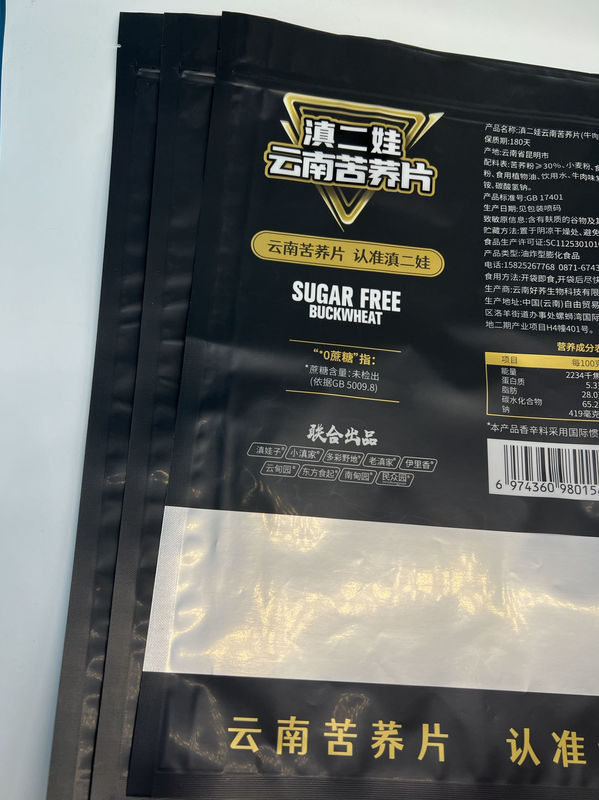 滇二娃
云南苦荞片
云南苦荞片 认准滇二娃
SUGAR FREE
BUCKWHEAT
“*0蔗糖”指:
*蔗糖含量:未检出
(依据GB 5009.8)
联合出品
滇娃子 小滇家 多彩野地 老滇家 伊里香
云甸园 东方食起 南甸园 民众园
产品名称:滇二娃云南苦荞片(牛肉
保质期:180天
产地:云南省昆明市
配料表:苦荞粉≥30%、小麦粉、食
粉、食用植物油、饮用水、牛肉味
铵、碳酸氢钠。
产品标准号:GB 17401
生产日期:见包装喷码
致敏原信息:含有麸质的谷物及其
贮藏方法:置于阴凉干燥处、避免
食品生产许可证:SC112530101
产品类型:油炸型膨化食品
电话:15825267768 0871-6743
食用方法:开袋即食,开袋后尽快
生产商:云南好养生物科技有限
生产地址:中国(云南)自由贸易
区洛羊街道办事处螺蛳湾国际
地二期产业项目H4幢401号。
营养成分表
项目 每100克
能量 2234千焦
蛋白质 5.3
脂肪 28.0
碳水化合物 65.2
钠 419毫克
*本产品香辛料采用国际惯
6 974360 98015
云南苦荞片 认准